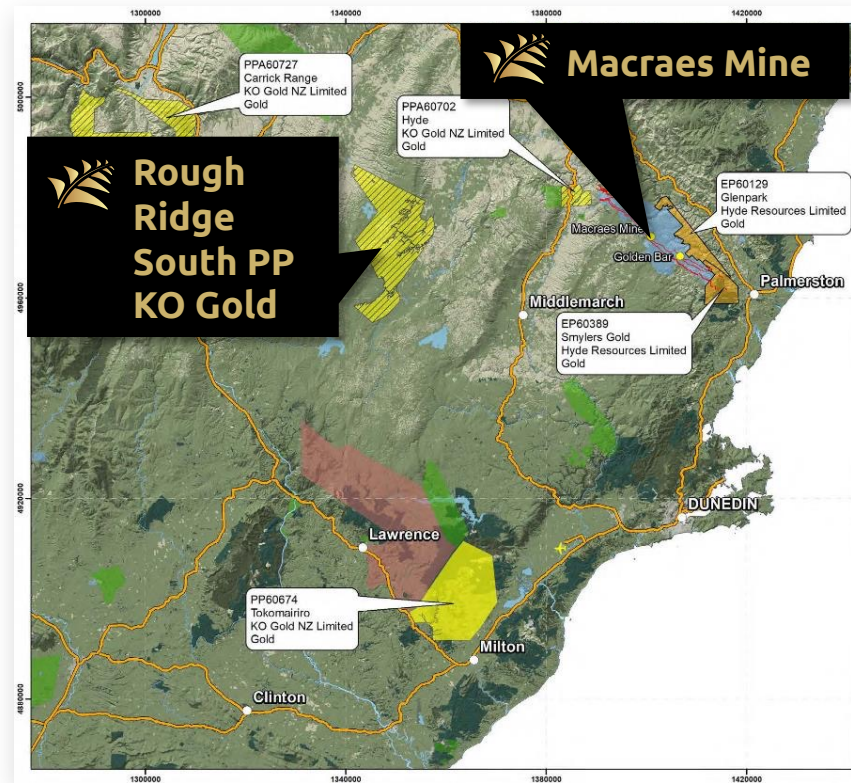 1300000
1340000
1380000
1420000
PPA60727
Carrick Range
KO Gold NZ Limited
Gold
Macraes Mine
PPA60702
Hyde
KO Gold NZ Limited
Gold
Rough
Ridge
South PP
KO Gold
EP60129
Glenpark
Hyde Resources Limited
Gold
Macraes Mine
Golden Bar
Palmerston
Middlemarch
EP60389
Smylers Gold
Hyde Resources Limited
Gold
5000000
4960000
4920000
4880000
DUNEDIN
Lawrence
PP60674
Tokomairiro
KO Gold NZ Limited
Gold
Milton
Clinton
1300000
1340000
1380000
1420000